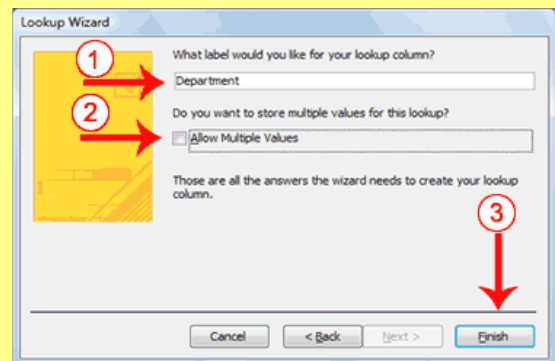 Lookup Wizard
What label would you like for your lookup column?
1
Department
2
Do you want to store multiple values for this lookup?
Allow Multiple Values
Those are all the answers the wizard needs to create your lookup
column.
3
Cancel
< Back
Next >
Finish